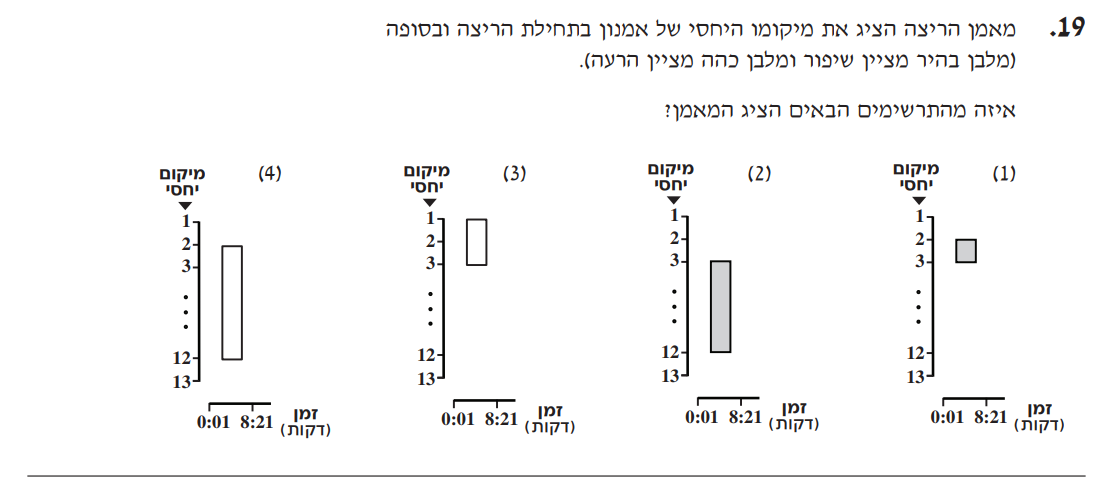 19. מאמן הריצה הציג את מיקומו היחסי של אמנון בתחילת הריצה ובסופה
(מלבן בהיר מציין שיפור ומלבן כהה מציין הרעה).
איזה מהתרשימים הבאים הציג המאמן?
(1)
מיקום
יחסי
1
2
3
12
13
0:01 8:21 זמן
(דקות)
(2)
מיקום
יחסי
1
2
3
12
13
0:01 8:21 זמן
(דקות)
(3)
מיקום
יחסי
1
2
3
12
13
0:01 8:21 זמן
(דקות)
(4)
מיקום
יחסי
1
2
3
12
13
0:01 8:21 זמן
(דקות)